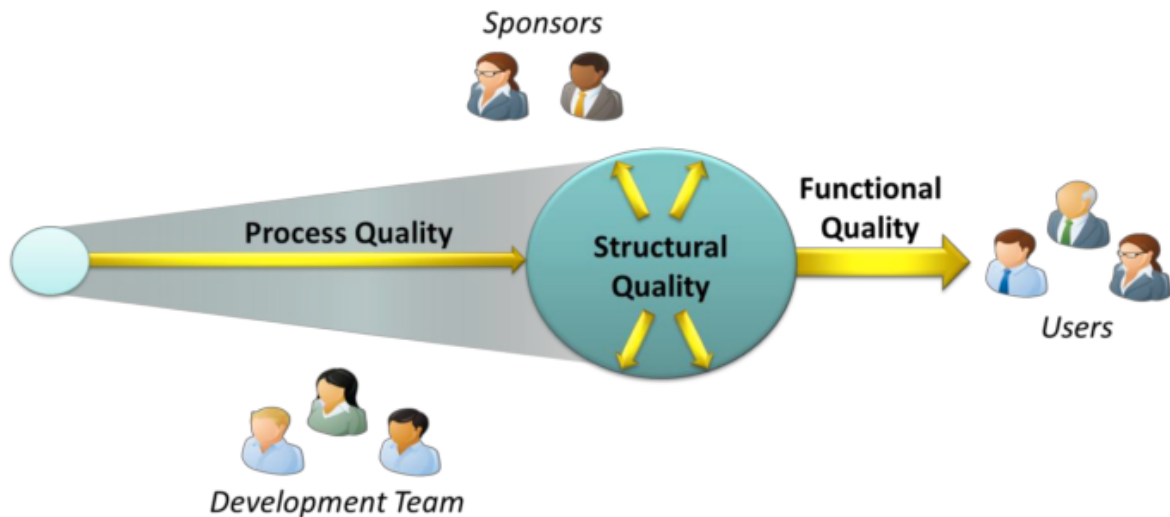 Sponsors
Process Quality
Structural
Quality
Functional
Quality
Users
Development Team